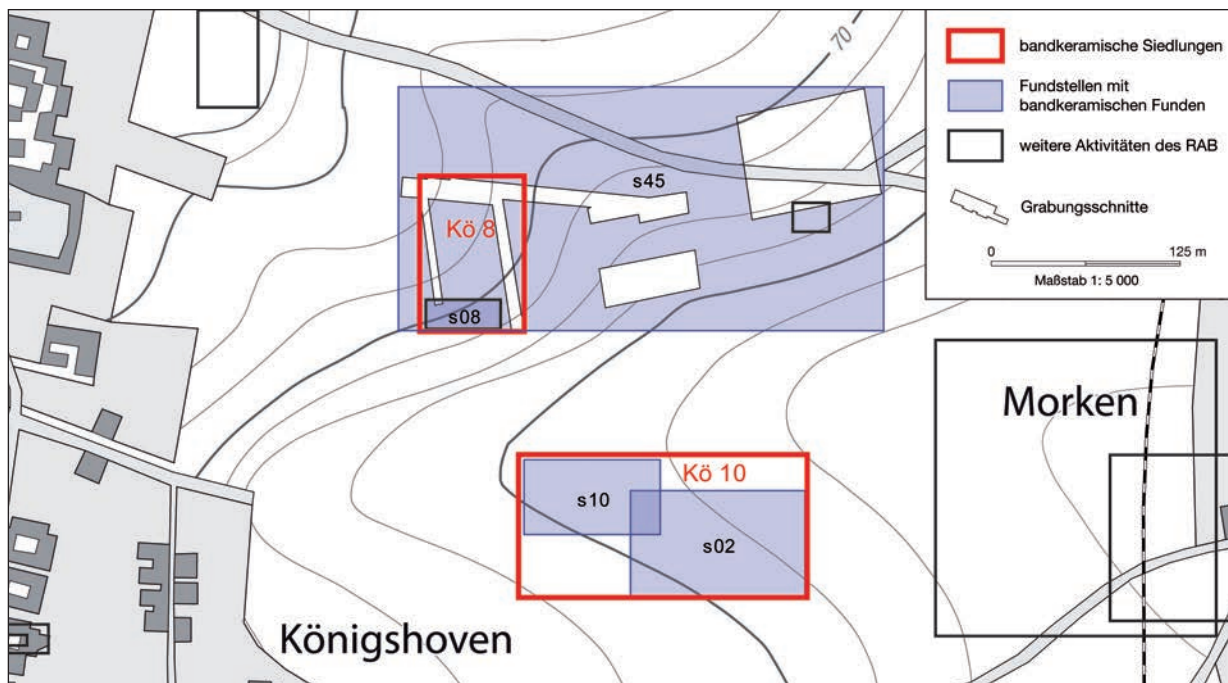 70
bandkeramische Siedlungen
Fundstellen mit
bandkeramischen Funden
weitere Aktivitäten des RAB
Grabungsschnitte
0 125 m
Maßstab 1: 5 000
s45
Kö 8
s08
Morken
Kö 10
s10
s02
Königshoven